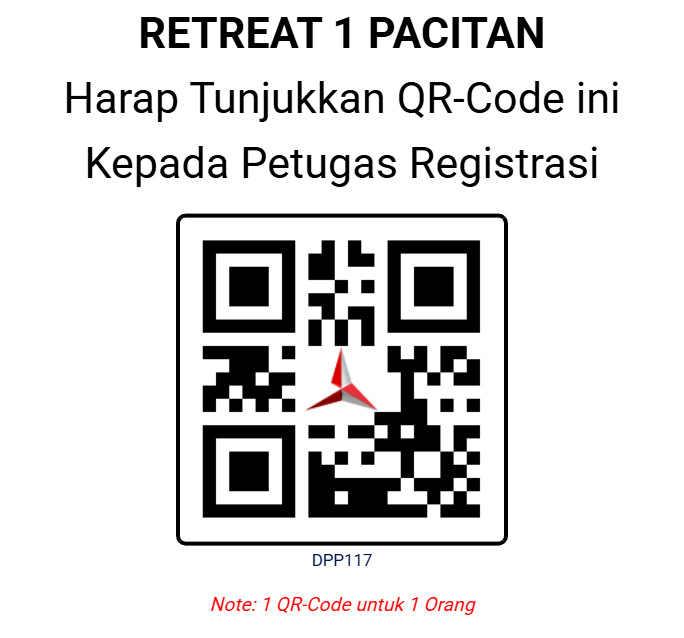 RETREAT 1 PACITAN
Harap Tunjukkan QR-Code ini
Kepada Petugas Registrasi
DPP117
Note: 1 QR-Code untuk 1 Orang